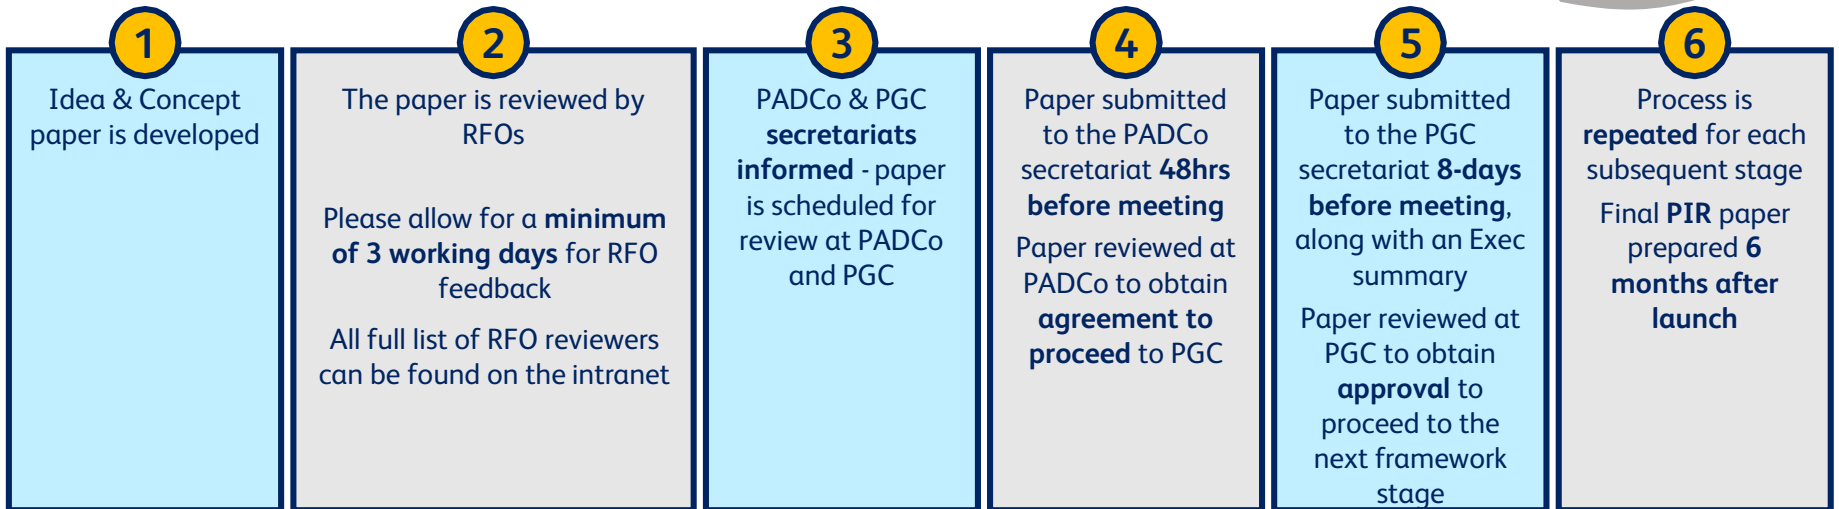 1
Idea & Concept
paper is developed
2
The paper is reviewed by
RFOs
Please allow for a minimum
of 3 working days for RFO
feedback
All full list of RFO reviewers
can be found on the intranet
3
PADCo & PGC
secretariats
informed - paper
is scheduled for
review at PADCo
and PGC
4
Paper submitted
to the PADCo
secretariat 48hrs
before meeting
Paper reviewed at
PADCo to obtain
agreement to
proceed to PGC
5
Paper submitted
to the PGC
secretariat 8-days
before meeting,
along with an Exec
summary
Paper reviewed at
PGC to obtain
approval to
proceed to the
next framework
stage
6
Process is
repeated for each
subsequent stage
Final PIR paper
prepared 6
months after
launch